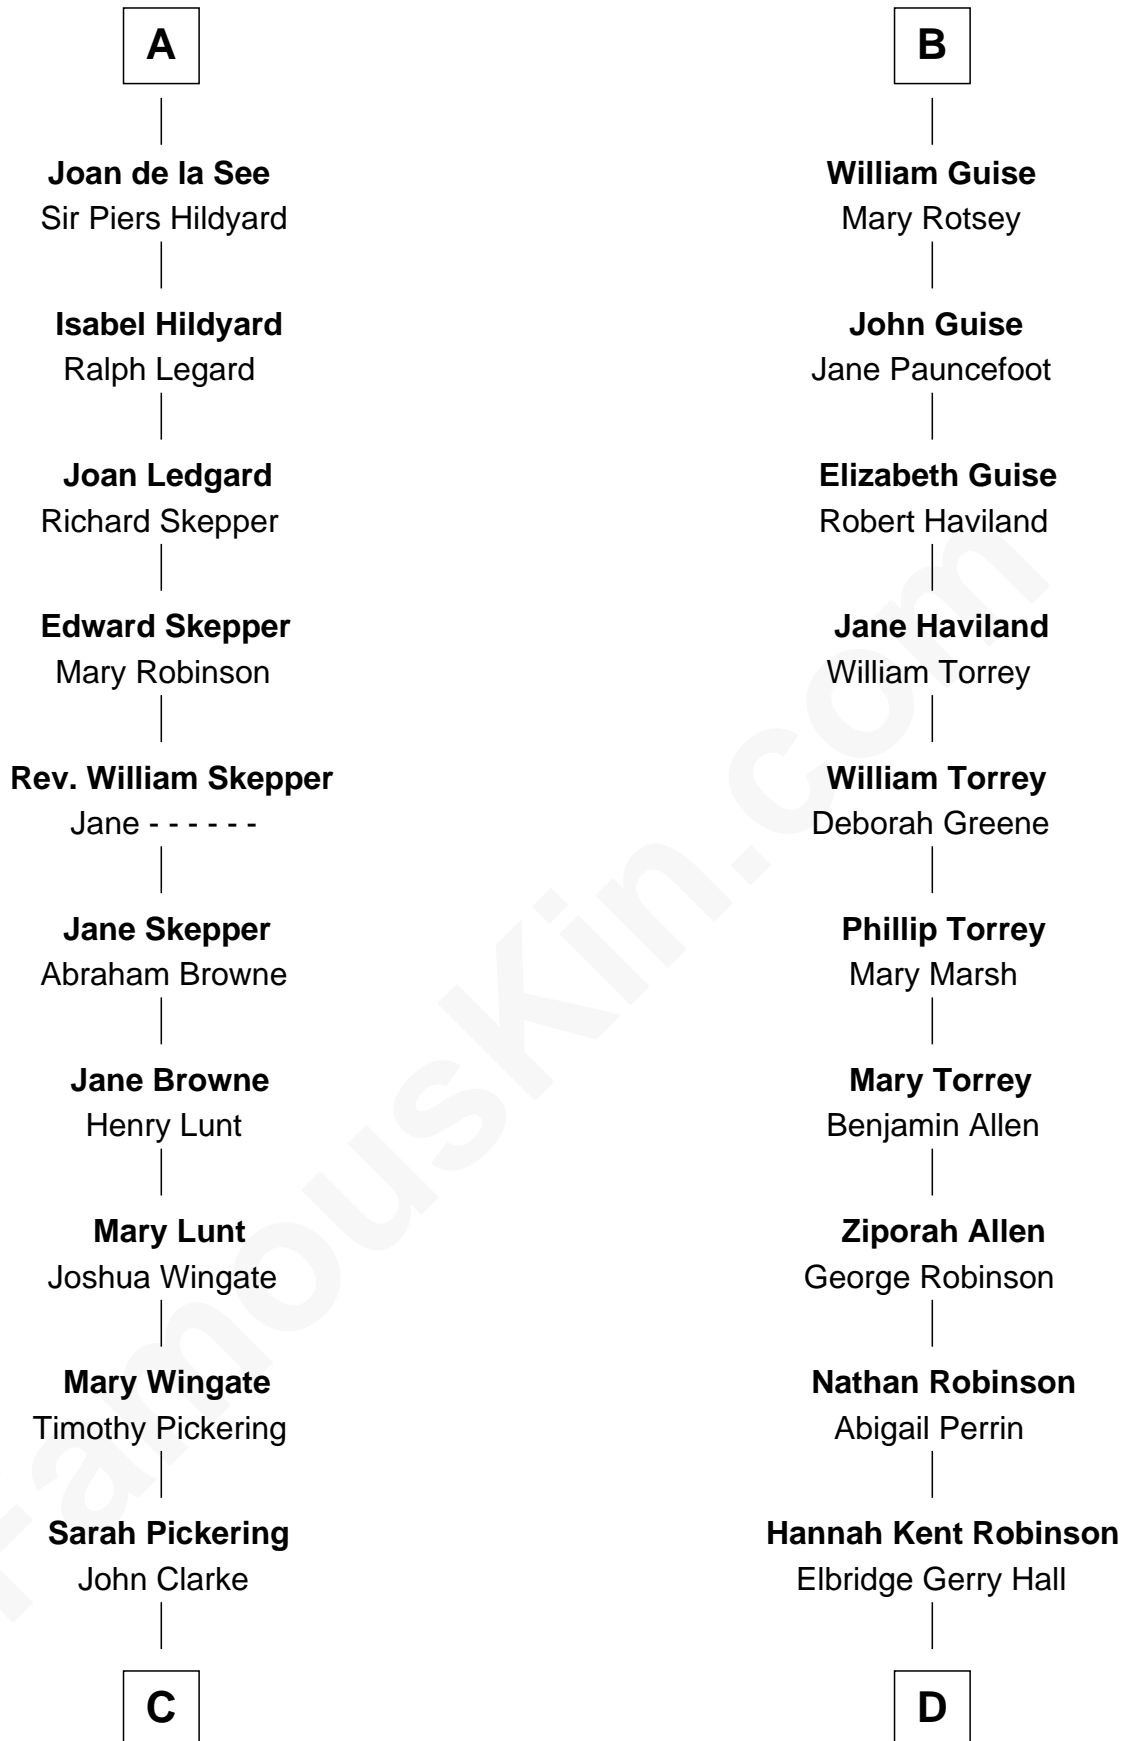 A
Joan de la See
Sir Piers Hildyard
Isabel Hildyard
Ralph Legard
Joan Ledgard
Richard Skepper
Edward Skepper
Mary Robinson
Rev. William Skepper
Jane - - - - - -
Jane Skepper
Abraham Browne
Jane Browne
Henry Lunt
Mary Lunt
Joshua Wingate
Mary Wingate
Timothy Pickering
Sarah Pickering
John Clarke
C
B
William Guise
Mary Rotsey
John Guise
Jane Pauncefoot
Elizabeth Guise
Robert Haviland
Jane Haviland
William Torrey
William Torrey
Deborah Greene
Phillip Torrey
Mary Marsh
Mary Torrey
Benjamin Allen
Ziporah Allen
George Robinson
Nathan Robinson
Abigail Perrin
Hannah Kent Robinson
Elbridge Gerry Hall
D
FamousKin.com